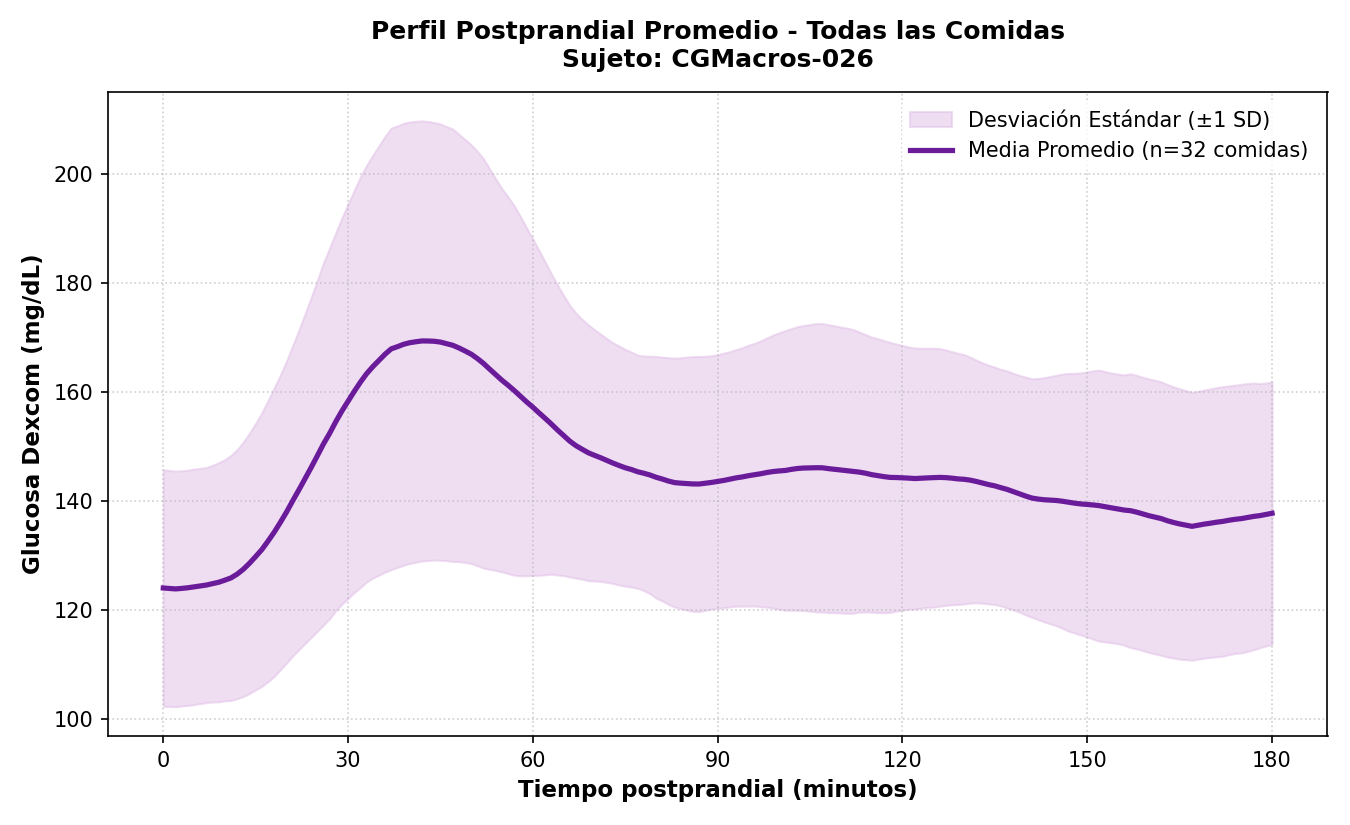 Perfil Postprandial Promedio - Todas las Comidas
Sujeto: CGMacros-026
Desviación Estándar (±1 SD)
Media Promedio (n=32 comidas)
Glucosa Dexcom (mg/dL)
200
180
160
140
120
100
0 30 60 90 120 150 180
Tiempo postprandial (minutos)